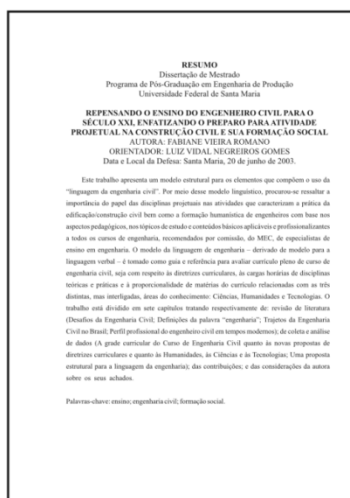 RESUMO
Dissertação de Mestrado
Programa de Pós-Graduação em Engenharia de Produção
Universidade Federal de Santa Maria
REPENSANDO O ENSINO DO ENGENHEIRO CIVIL PARA O
SÉCULO XXI, ENFATIZANDO O PREPARO PARA ATIVIDADE
PROJETUAL NA CONSTRUÇÃO CIVIL E SUA FORMAÇÃO SOCIAL
AUTORA: FABIANE VIEIRA ROMANO
ORIENTADOR: LUIZ VIDAL NEGREIROS GOMES
Data e Local da Defesa: Santa Maria, 20 de junho de 2003.
Este trabalho apresenta um modelo estrutural para os elementos que compõem o uso da
"linguagem da engenharia civil". Por meio desse modelo linguístico, procurou-se ressaltar a
importância do papel das disciplinas projetuais nas atividades que caracterizam a prática da
edificação/construção civil bem como a formação humanística de engenheiros com base nos
aspectos pedagógicos, nos tópicos de estudo e conteúdos básicos aplicáveis e profissionalizantes
a todos os cursos de engenharia, recomendados por comissão, do MEC, de especialistas de
ensino em engenharia. O modelo da linguagem de engenharia – derivado de modelo para a
linguagem verbal – é tomado como guia e referência para avaliar currículo pleno de curso de
engenharia civil, seja com respeito às diretrizes curriculares, às cargas horárias de disciplinas
teóricas e práticas e à proporcionalidade de matérias do currículo relacionadas com as três
distintas, mas interligadas, áreas do conhecimento: Ciências, Humanidades e Tecnologias. O
trabalho está dividido em sete capítulos tratando respectivamente de: revisão de literatura
(Desafios da Engenharia Civil; Definições da palavra "engenharia"; Trajetos da Engenharia
Civil no Brasil; Perfil profissional do engenheiro civil em tempos modernos); de coleta e análise
de dados (A grade curricular do Curso de Engenharia Civil quanto às novas propostas de
diretrizes curriculares e quanto às Humanidades, às Ciências e às Tecnologias; Uma proposta
estrutural para a linguagem da engenharia); das contribuições; e das considerações da autora
sobre os seus achados.
Palavras-chave: ensino; engenharia civil; formação social.